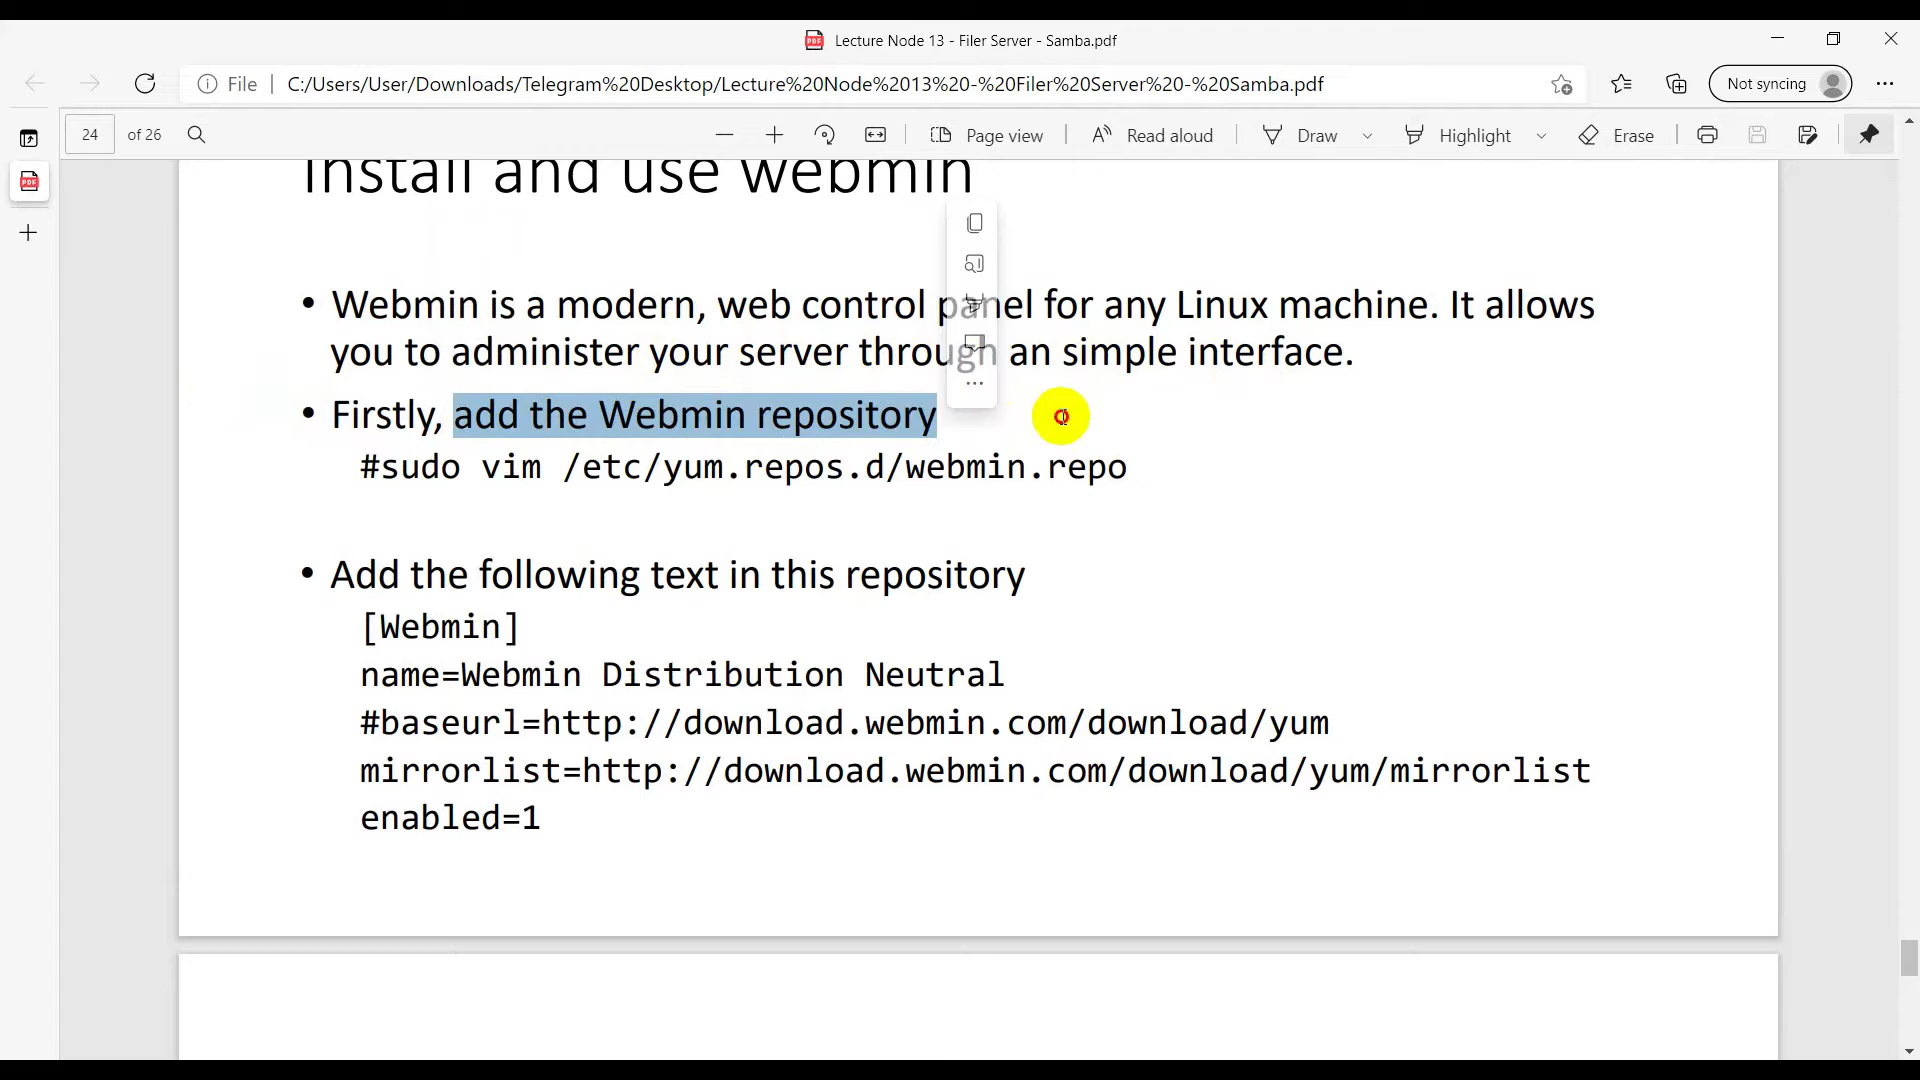 Lecture Node 13 - Filer Server - Samba.pdf
File
C:/Users/User/Downloads/Telegram%20Desktop/Lecture%20Node%2013%20-%20Filer%20Server%20-%20Samba.pdf
Not syncing
24 of 26
Page view
Read aloud
Draw
Highlight
Erase
Install and use webmin
• Webmin is a modern, web control panel for any Linux machine. It allows
you to administer your server through an simple interface.
• Firstly, add the Webmin repository
#sudo vim /etc/yum.repos.d/webmin.repo
• Add the following text in this repository
[Webmin]
name=Webmin Distribution Neutral
#baseurl=http://download.webmin.com/download/yum
mirrorlist=http://download.webmin.com/download/yum/mirrorlist
enabled=1